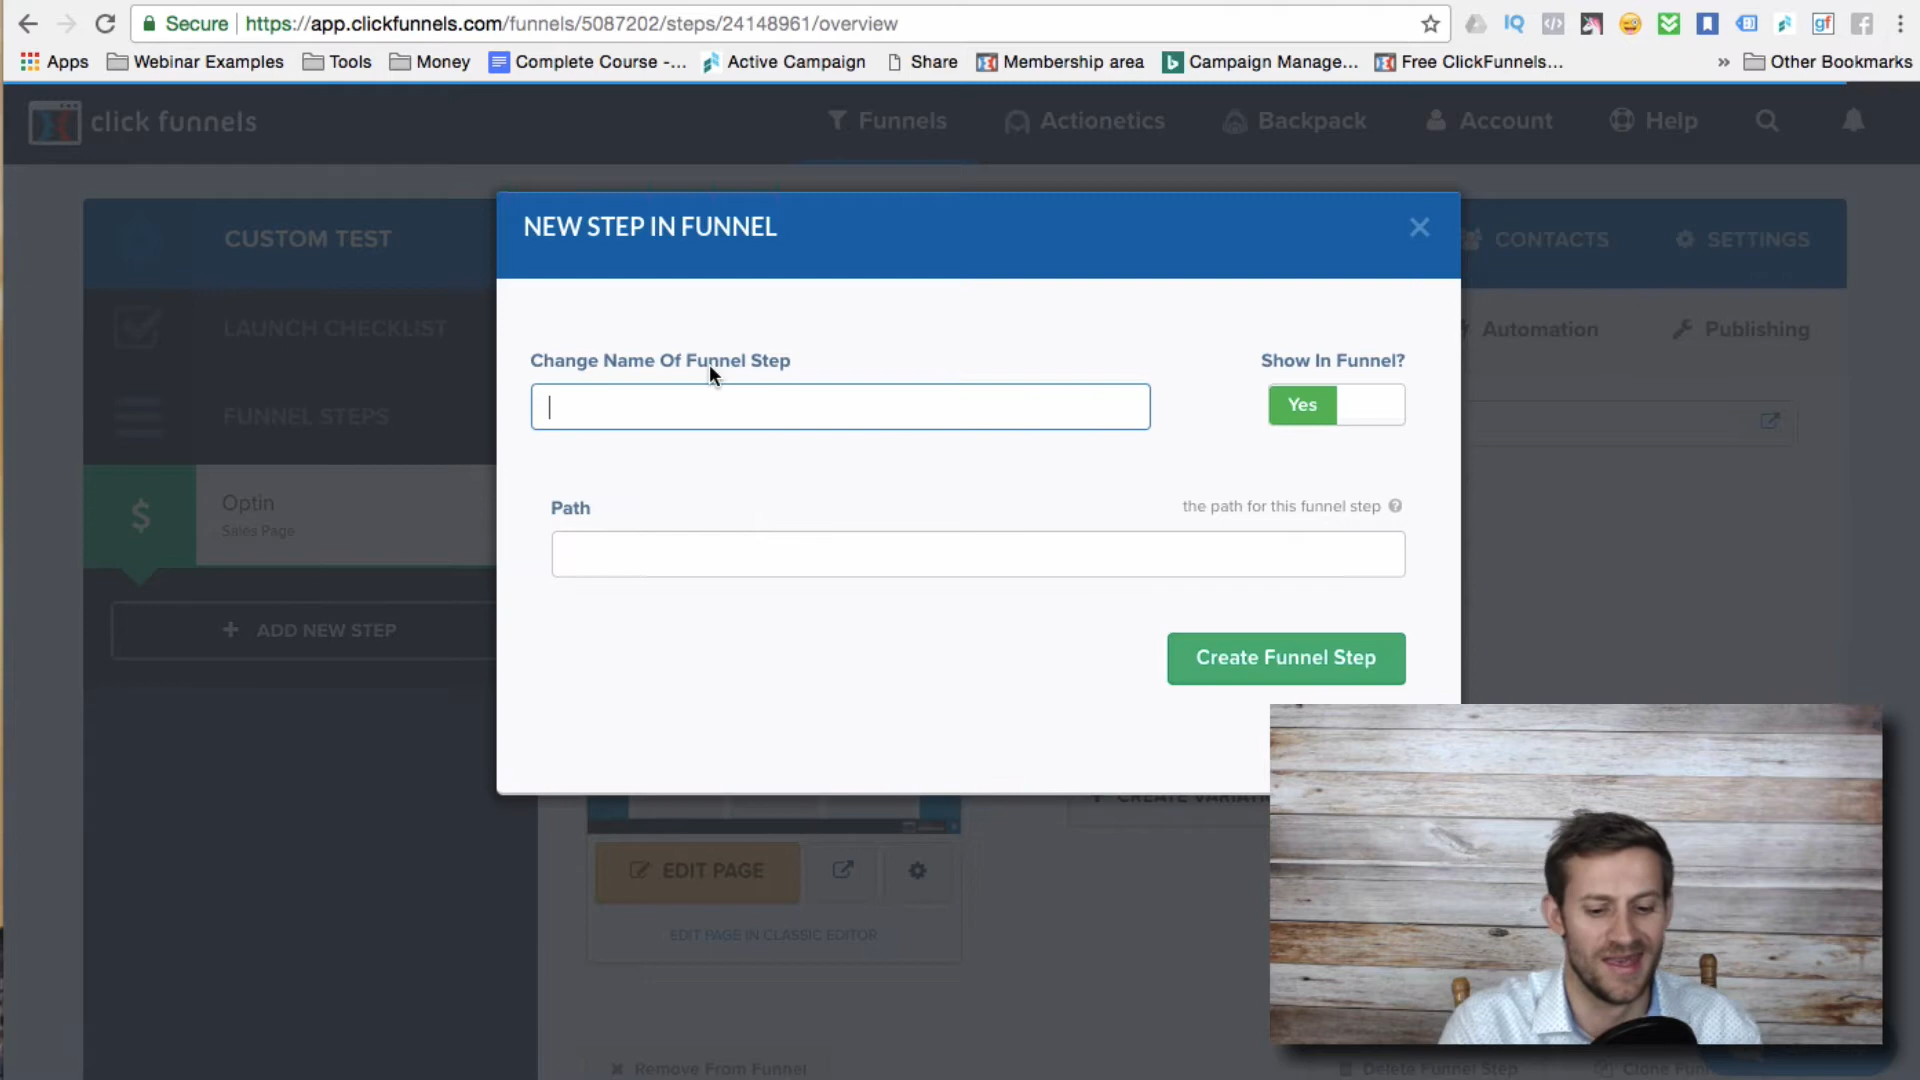 Secure | https://app.clickfunnels.com/funnels/5087202/steps/24148961/overview
Apps Webinar Examples Tools Money Complete Course -... Active Campaign Share Membership area Campaign Manage... Free ClickFunnels... » Other Bookmarks
click funnels Funnels Actionetics Backpack Account Help
NEW STEP IN FUNNEL
CUSTOM TEST CONTACTS SETTINGS
LAUNCH CHECKLIST Automation Publishing
Change Name Of Funnel Step Show In Funnel?
Yes
FUNNEL STEPS
$ Optin
Sales Page
Path the path for this funnel step
+ ADD NEW STEP
Create Funnel Step
EDIT PAGE
EDIT PAGE IN CLASSIC EDITOR
Remove From Funnel Delete Funnel Step